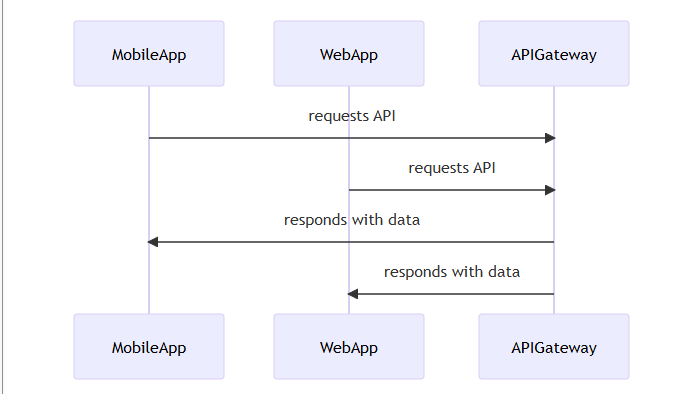 MobileApp
WebApp
APIGateway
requests API
requests API
responds with data
responds with data
MobileApp
WebApp
APIGateway